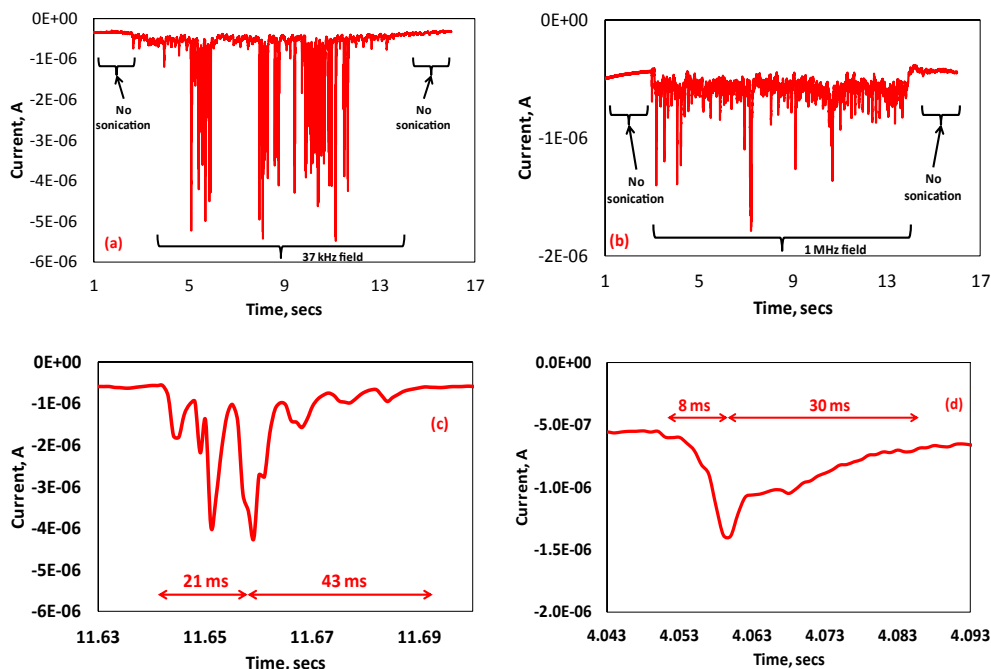 0E+00
-1E-06
-2E-06
-3E-06
-4E-06
-5E-06
-6E-06
Current, A
No
sonication
No
sonication
(a)
37 kHz field
1
5
9
13
17
Time, secs
0E+00
-1E-06
-2E-06
Current, A
No
sonication
No
sonication
(b)
1 MHz field
1
5
9
13
17
Time, secs
0E+00
-1E-06
-2E-06
-3E-06
-4E-06
-5E-06
-6E-06
Current, A
(c)
21 ms
43 ms
11.63
11.65
11.67
11.69
Time, secs
0.0E+00
-5.0E-07
-1.0E-06
-1.5E-06
-2.0E-06
Current, A
8 ms
30 ms
(d)
4.043
4.053
4.063
4.073
4.083
4.093
Time, secs